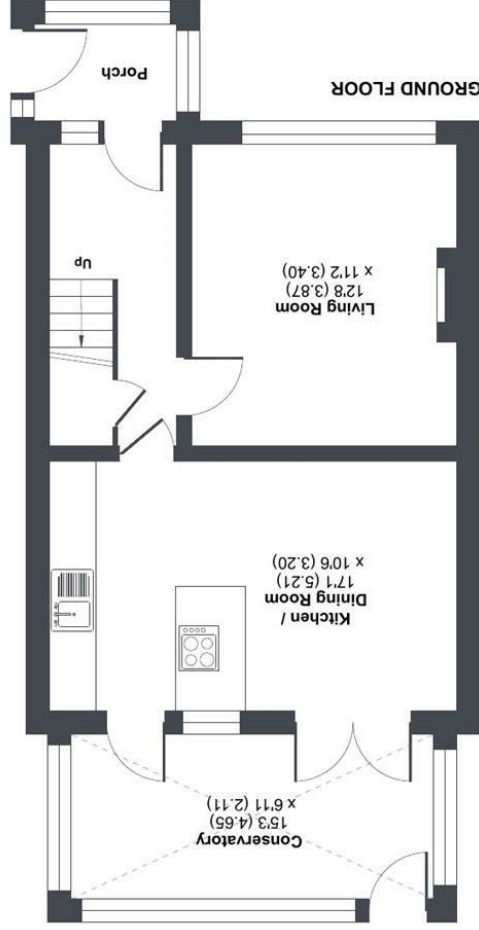 Conservatory
15'3 (4.65)
x 6'11 (2.11)
Kitchen /
Dining Room
17'1 (5.21)
x 10'6 (3.20)
Living Room
12'8 (3.87)
x 11'2 (3.40)
Up
Porch
GROUND FLOOR